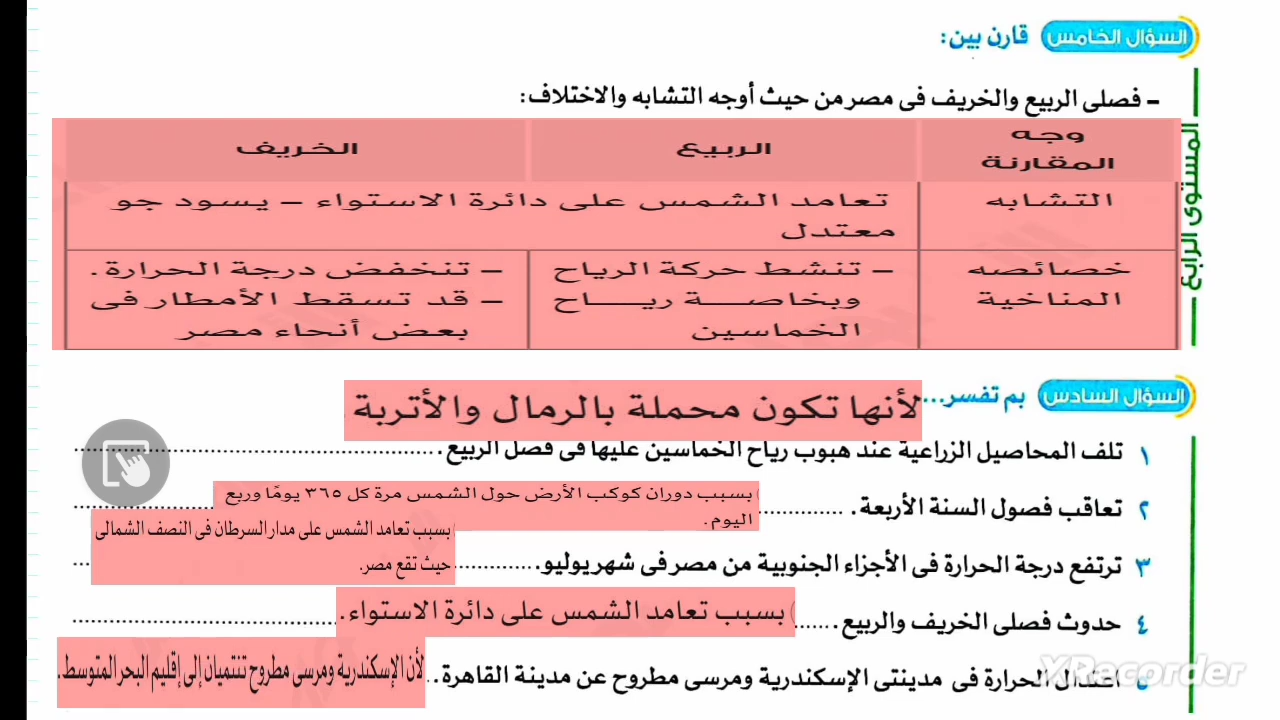 السؤال الخامس قارن بين:
– فصلى الربيع والخريف فى مصر من حيث أوجه التشابه والاختلاف:
المستوى الرابع
وجه المقارنة
الربيع
الخريف
التشابه
تعامد الشمس على دائرة الاستواء – يسود جو
معتدل
خصائصه
المناخية
– تنشط حركة الرياح
وبخاصة رياح
الخماسين
– تنخفض درجة الحرارة.
– قد تسقط الأمطار فى
بعض أنحاء مصر
السؤال السادس بم تفسر...
لأنها تكون محملة بالرمال والأتربة.
١ تلف المحاصيل الزراعية عند هبوب رياح الخماسين عليها فى فصل الربيع.
٢ تعاقب فصول السنة الأربعة.
بسبب دوران كوكب الأرض حول الشمس مرة كل ٣٦٥ يومًا وربع
اليوم.
٣ ترتفع درجة الحرارة فى الأجزاء الجنوبية من مصر فى شهر يوليو.
بسبب تعامد الشمس على مدار السرطان فى النصف الشمالى
حيث تقع مصر.
٤ حدوث فصلى الخريف والربيع.
بسبب تعامد الشمس على دائرة الاستواء.
٥ اعتدال الحرارة فى مدينتى الإسكندرية ومرسى مطروح عن مدينة القاهرة.
لأن الإسكندرية ومرسى مطروح تنتميان إلى إقليم البحر المتوسط.
XRecorder